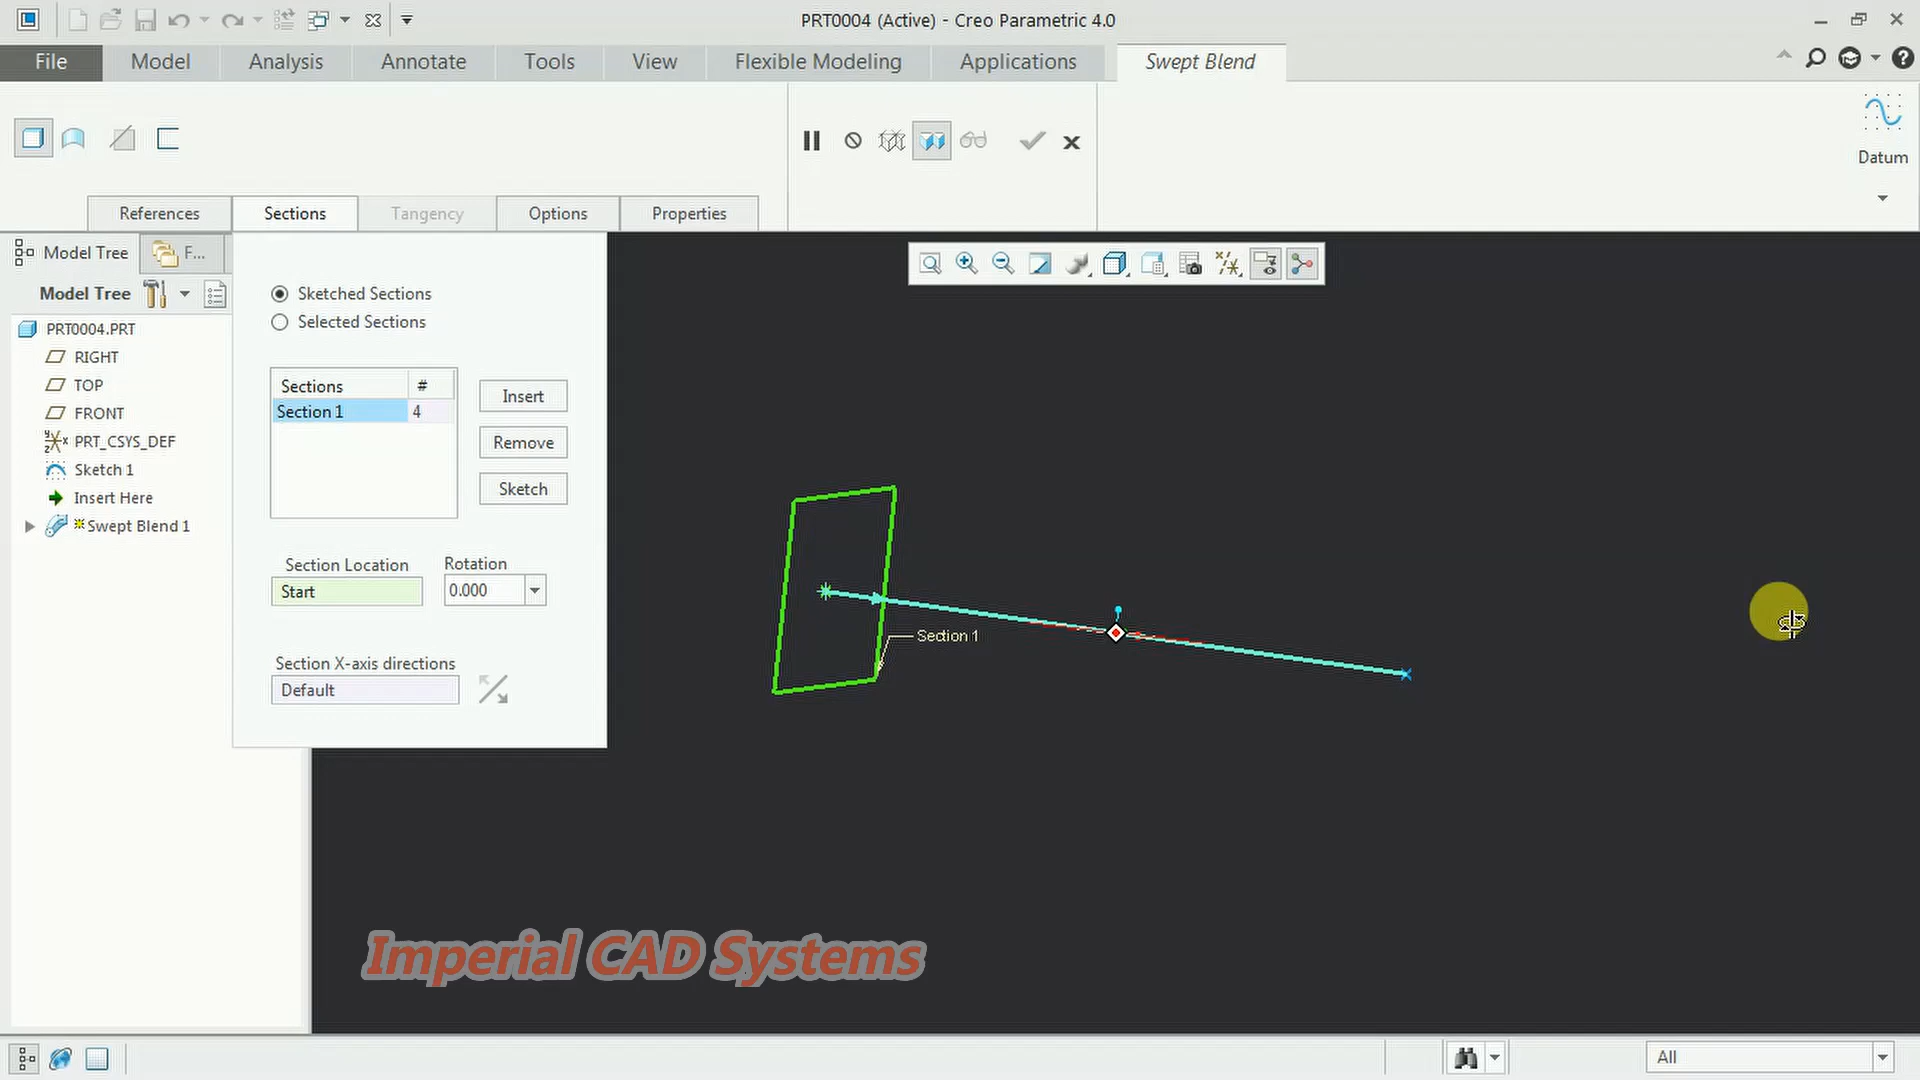 PRT0004 (Active) - Creo Parametric 4.0
File Model Analysis Annotate Tools View Flexible Modeling Applications Swept Blend
Datum
References Sections Tangency Options Properties
Model Tree F...
Model Tree
PRT0004.PRT
RIGHT
TOP
FRONT
PRT_CSYS_DEF
Sketch 1
Insert Here
Swept Blend 1
Sketched Sections
Selected Sections
Sections #
Section 1 4
Insert
Remove
Sketch
Section Location Rotation
Start 0.000
Section X-axis directions
Default
Section 1
Imperial CAD Systems
All